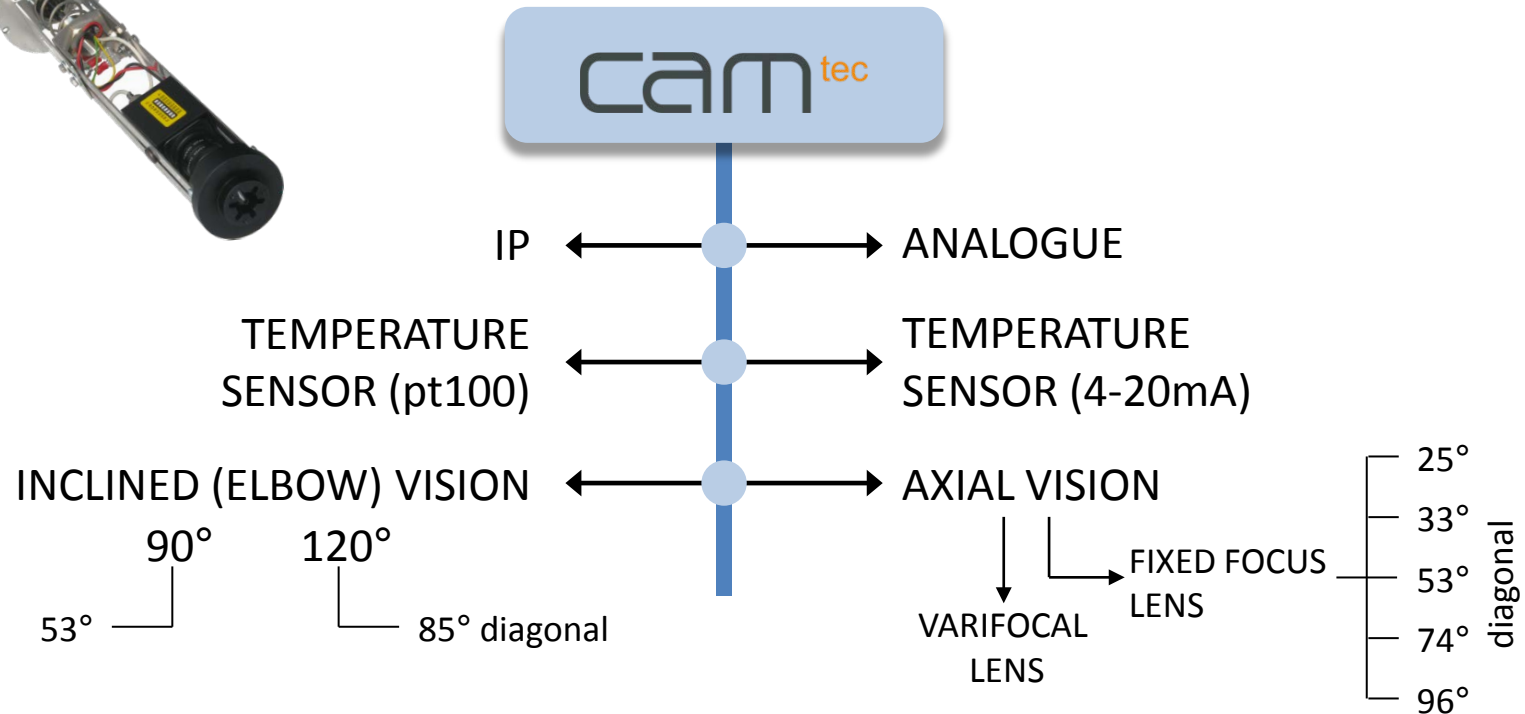 cam tec
IP
ANALOGUE
TEMPERATURE
SENSOR (pt100)
TEMPERATURE
SENSOR (4-20mA)
INCLINED (ELBOW) VISION
90° 120°
53°
85° diagonal
AXIAL VISION
VARIFOCAL
LENS
FIXED FOCUS
LENS
25°
33°
53°
74°
96°
diagonal